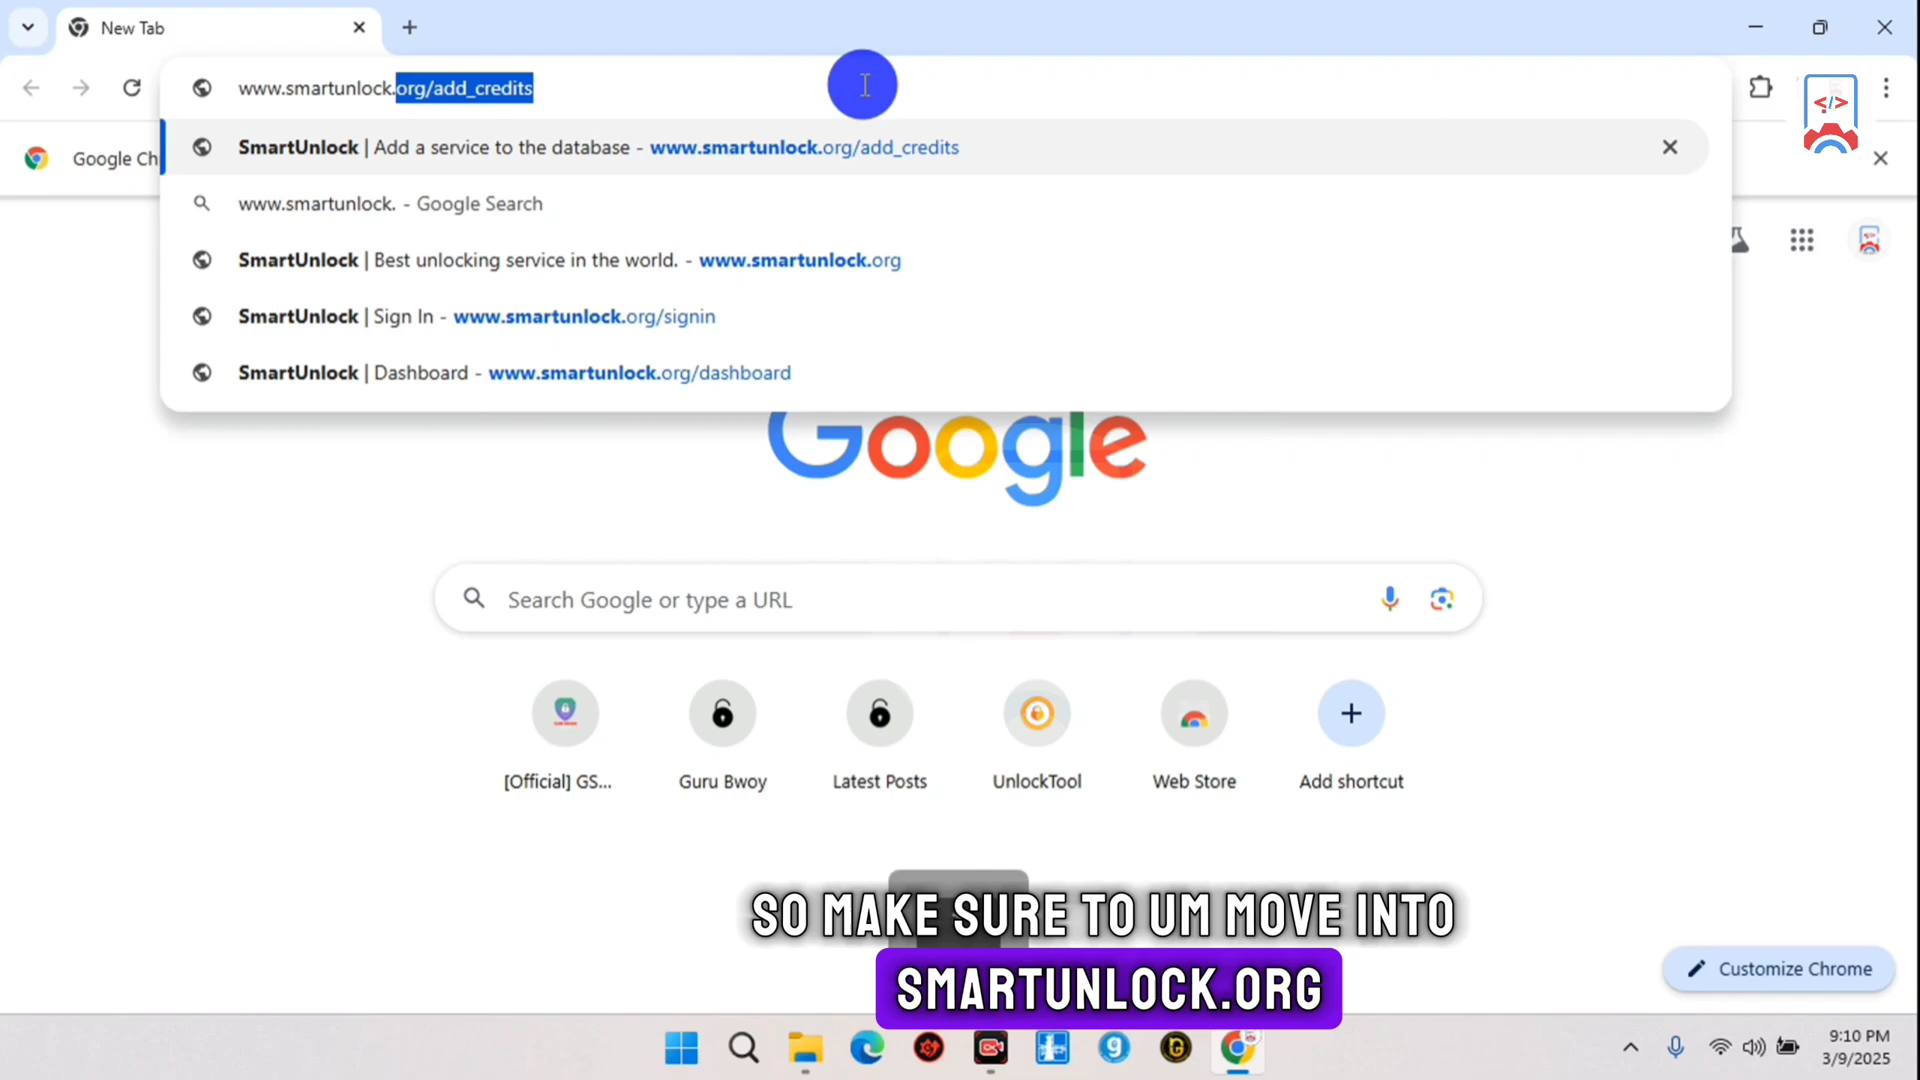 New Tab
www.smartunlock.org/add_credits
SmartUnlock | Add a service to the database - www.smartunlock.org/add_credits
Google Ch
www.smartunlock. - Google Search
SmartUnlock | Best unlocking service in the world. - www.smartunlock.org
SmartUnlock | Sign In - www.smartunlock.org/signin
SmartUnlock | Dashboard - www.smartunlock.org/dashboard
Google
Search Google or type a URL
[Official] GS...
Guru Bwoy
Latest Posts
UnlockTool
Web Store
Add shortcut
SO MAKE SURE TO UM MOVE INTO
SMARTUNLOCK.ORG
Customize Chrome
9:10 PM
3/9/2025